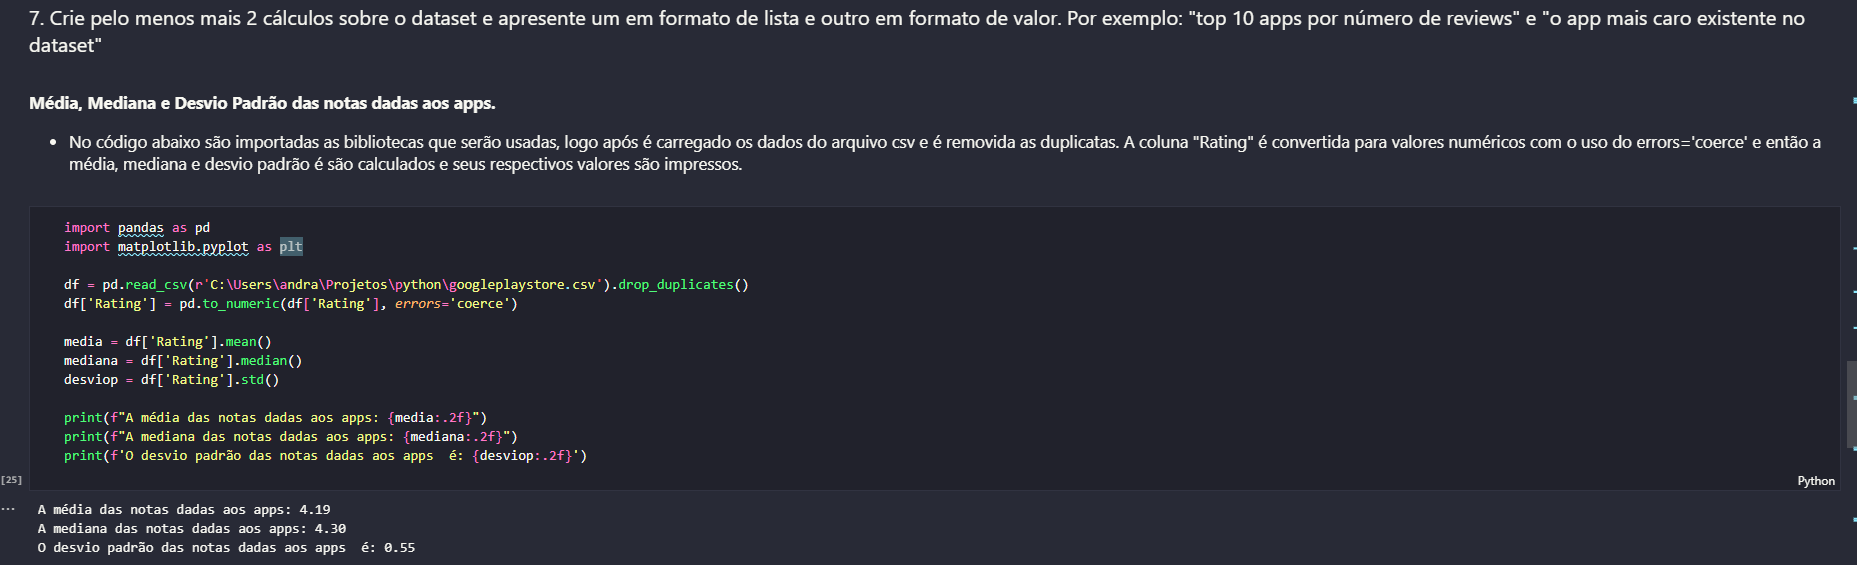 7. Crie pelo menos mais 2 cálculos sobre o dataset e apresente um em formato de lista e outro em formato de valor. Por exemplo: "top 10 apps por número de reviews" e "o app mais caro existente no
dataset"
Média, Mediana e Desvio Padrão das notas dadas aos apps.
• No código abaixo são importadas as bibliotecas que serão usadas, logo após é carregado os dados do arquivo csv e é removida as duplicatas. A coluna "Rating" é convertida para valores numéricos com o uso do errors='coerce' e então a
média, mediana e desvio padrão é são calculados e seus respectivos valores são impressos.
import pandas as pd
import matplotlib.pyplot as plt
df = pd.read_csv(r'C:\Users\andra\Projetos\python\googleplaystore.csv').drop_duplicates()
df['Rating'] = pd.to_numeric(df['Rating'], errors='coerce')
media = df['Rating'].mean()
mediana = df['Rating'].median()
desviop = df['Rating'].std()
print(f"A média das notas dadas aos apps: {media:.2f}")
print(f"A mediana das notas dadas aos apps: {mediana:.2f}")
print(f'O desvio padrão das notas dadas aos apps  é: {desviop:.2f}')
[25]
Python
... A média das notas dadas aos apps: 4.19
A mediana das notas dadas aos apps: 4.30
O desvio padrão das notas dadas aos apps  é: 0.55